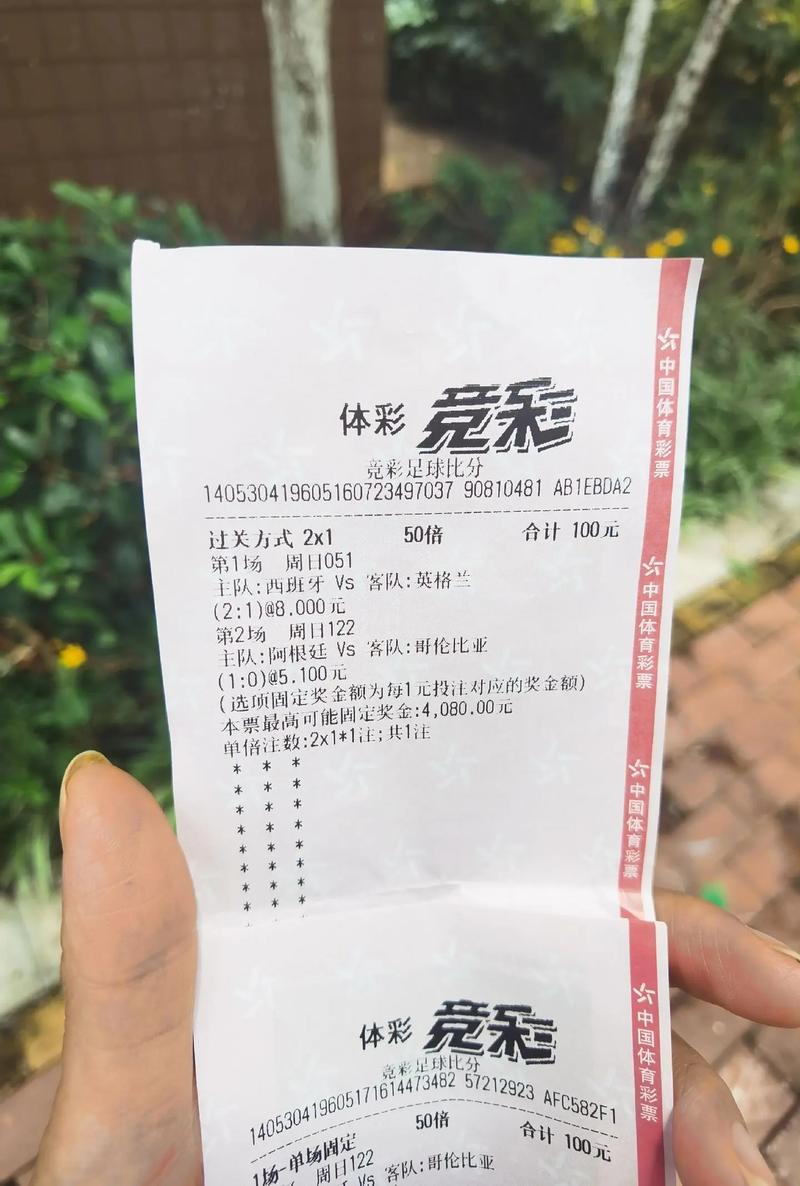 体彩 竞彩
竞彩足球比分
140530419605160723497037 90810481 AB1EBDA2
过关方式 2x1 50倍 合计 100元
第1场 周日051
主队:西班牙 Vs 客队:英格兰
(2:1)@8.000元
第2场 周日122
主队:阿根廷 Vs 客队:哥伦比亚
(1:0)@5.100元
(选项固定奖金额为每1元投注对应的奖金额)
本票最高可能固定奖金:4,080.00元
单倍注数:2x1*1注;共1注
* * *
* * *
* * *
* * *
* * *
* * *
* * *
* * *
中国体育彩票
中国体育彩票
中国体育彩票
体彩 竞彩
竞彩足球比分
140530419605171614473482 57212923 AFC582F1
1场-单场固定 50倍 合计 100元
周日122
Vs 客队:哥伦比亚
中国体育彩票